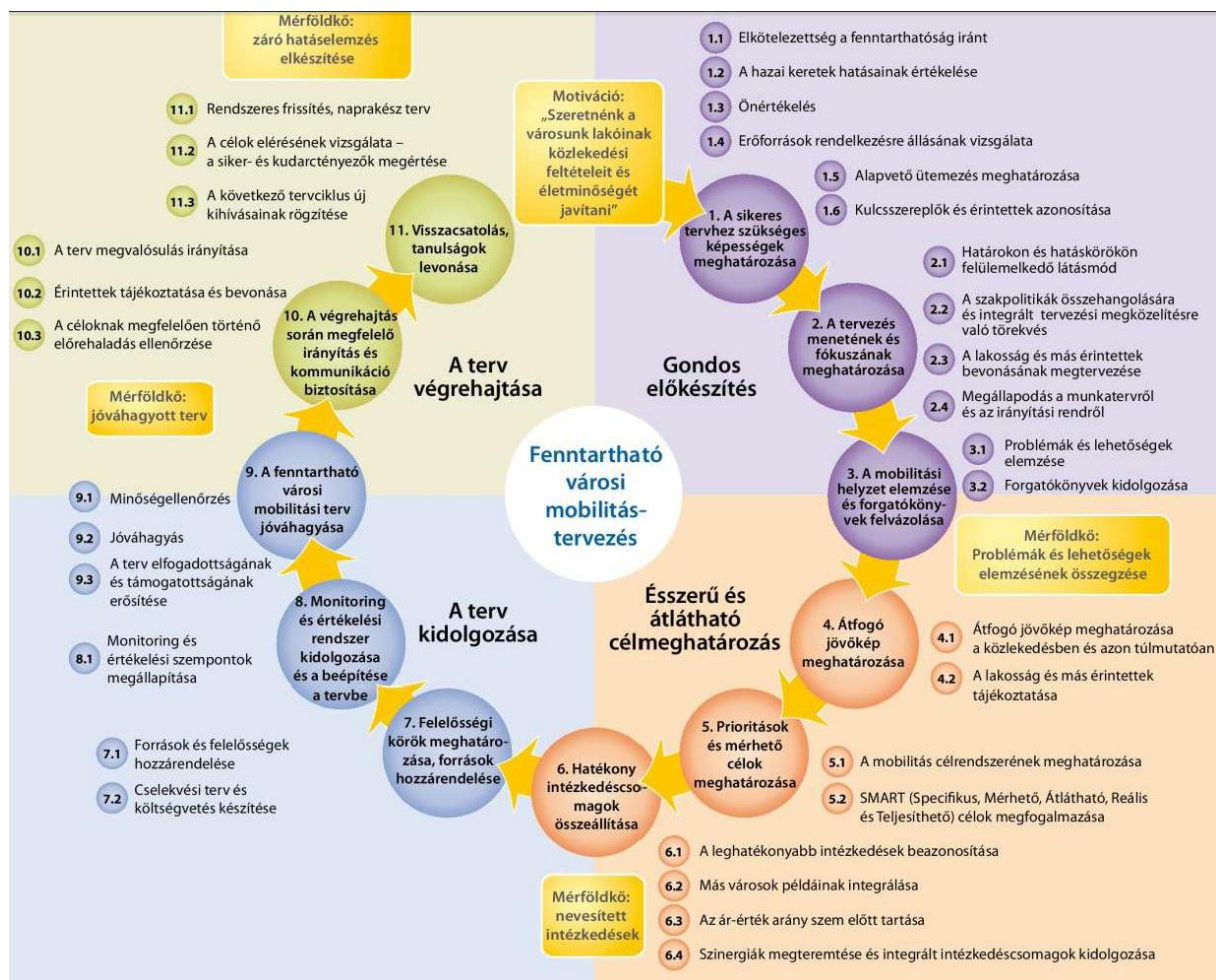 Mérföldkő:
záró hatáselemzés
elkészítése
11.1 Rendszeres frissítés, naprakész terv
11.2 A célok elérésének vizsgálata –
a siker- és kudarctényezők megértése
11.3 A következő tervciklus új
kihívásainak rögzítése
11. Visszacsatolás,
tanulságok
levonása
10.1 A terv megvalósulás irányítása
10.2 Érintettek tájékoztatása és bevonása
10.3 A céloknak megfelelően történő
előrehaladás ellenőrzése
10. A végrehajtás
során megfelelő
irányítás és
kommunikáció
biztosítása
A terv
végrehajtása
Mérföldkő:
jóváhagyott terv
Motiváció:
„Szeretnénk a
városunk lakóinak
közlekedési
feltételeit és
életminőségét
javítani”
1.1 Elkötelezettség a fenntarthatóság iránt
1.2 A hazai keretek hatásainak értékelése
1.3 Önértékelés
1.4 Erőforrások rendelkezésre állásának vizsgálata
1.5 Alapvető ütemezés meghatározása
1.6 Kulcsszereplők és érintettek azonosítása
1. A sikeres
tervhez szükséges
képességek
meghatározása
2.1 Határokon és hatáskörökön
felülemelkedő látásmód
2.2 A szakpolitikák összehangolására
és integrált tervezési megközelítésre
való törekvés
2.3 A lakosság és más érintettek
bevonásának megtervezése
2.4 Megállapodás a munkatervről
és az irányítási rendről
2. A tervezés
menetének és
fókuszának
meghatározása
Gondos
előkészítés
3.1 Problémák és lehetőségek
elemzése
3.2 Forgatókönyvek kidolgozása
3. A mobilitási
helyzet elemzése
és forgatóköny-
vek felvázolása
Mérföldkő:
Problémák és lehetőségek
elemzésének összegzése
Fenntartható
városi
mobilitás-
tervezés
Ésszerű és
átlátható
célmeghatározás
4. Átfogó
jövőkép
meghatározása
4.1 Átfogó jövőkép meghatározása
a közlekedésben és azon túlmutatóan
4.2 A lakosság és más érintettek
tájékoztatása
5. Prioritások
és mérhető
célok
meghatározása
5.1 A mobilitás célrendszerének meghatározása
5.2 SMART (Specifikus, Mérhető, Átlátható, Reális
és Teljesíthető) célok megfogalmazása
6. Hatékony
intézkedéscso-
magok
összeállítása
6.1 A leghatékonyabb intézkedések beazonosítása
6.2 Más városok példáinak integrálása
6.3 Az ár-érték arány szem előtt tartása
6.4 Szinergiák megteremtése és integrált intézkedéscsomagok kidolgozása
Mérföldkő:
nevesített
intézkedések
A terv
kidolgozása
7. Felelősségi
körök meghatáro-
zása, források
hozzárendelése
7.1 Források és felelősségek
hozzárendelése
7.2 Cselekvési terv és
költségvetés készítése
8. Monitoring
és értékelési
rendszer
kidolgozása
és a beépítése
a tervbe
8.1 Monitoring és
értékelési szempontok
megállapítása
9. A fenntartható
városi
mobilitási terv
jóváhagyása
9.1 Minőségellenőrzés
9.2 Jóváhagyás
9.3 A terv elfogadottságának
és támogatottságának
erősítése